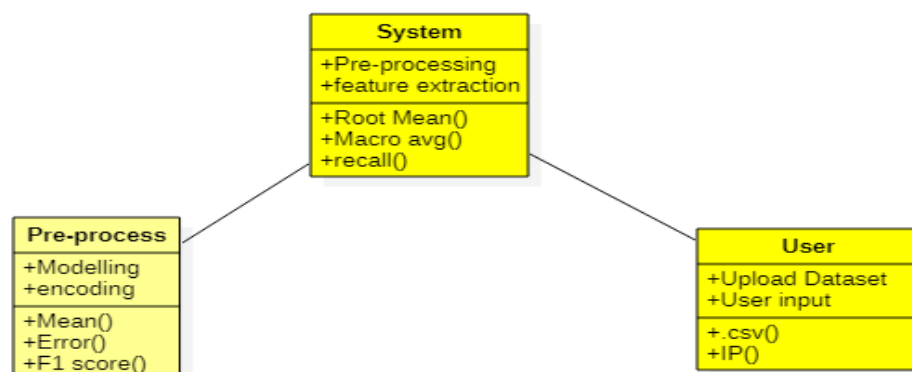 System
+Pre-processing
+feature extraction
+Root Mean()
+Macro avg()
+recall()
Pre-process
+Modelling
+encoding
+Mean()
+Error()
+F1 score()
User
+Upload Dataset
+User input
+.csv()
+IP()